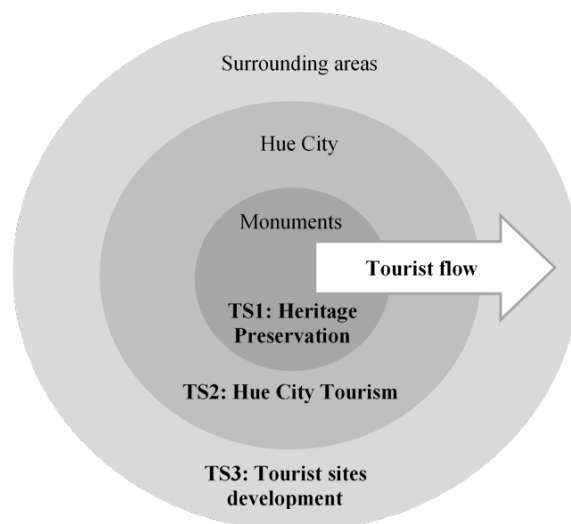 Surrounding areas
Hue City
Monuments
Tourist flow
TS1: Heritage
Preservation
TS2: Hue City Tourism
TS3: Tourist sites
development